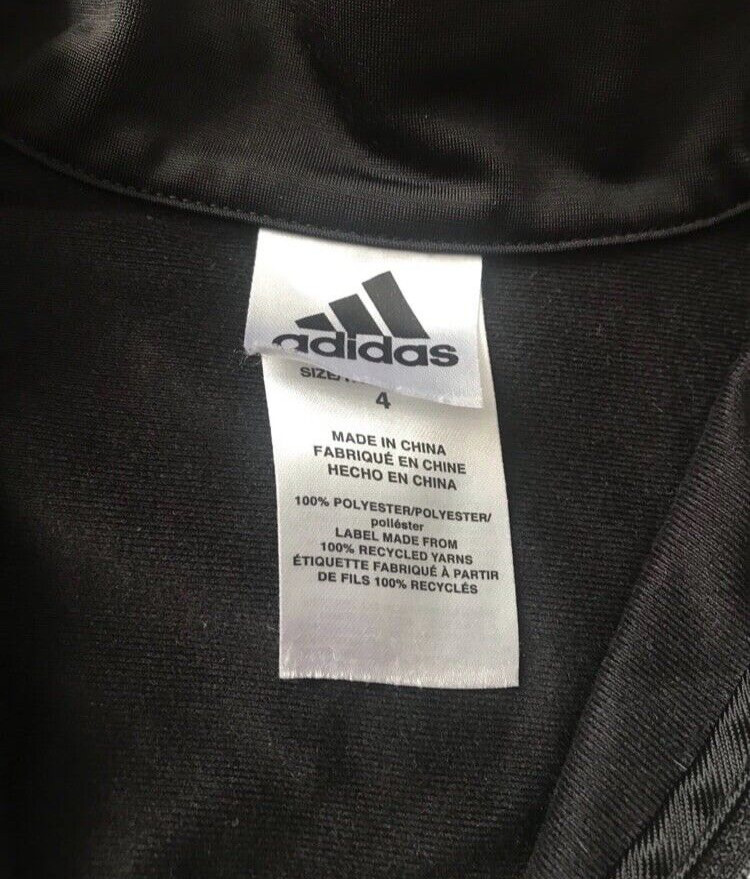 adidas
4
MADE IN CHINA
FABRIQUÉ EN CHINE
HECHO EN CHINA
100% POLYESTER/POLYESTER/
poliéster
LABEL MADE FROM
100% RECYCLED YARNS
ÉTIQUETTE FABRIQUÉ À PARTIR
DE FILS 100% RECYCLÉS